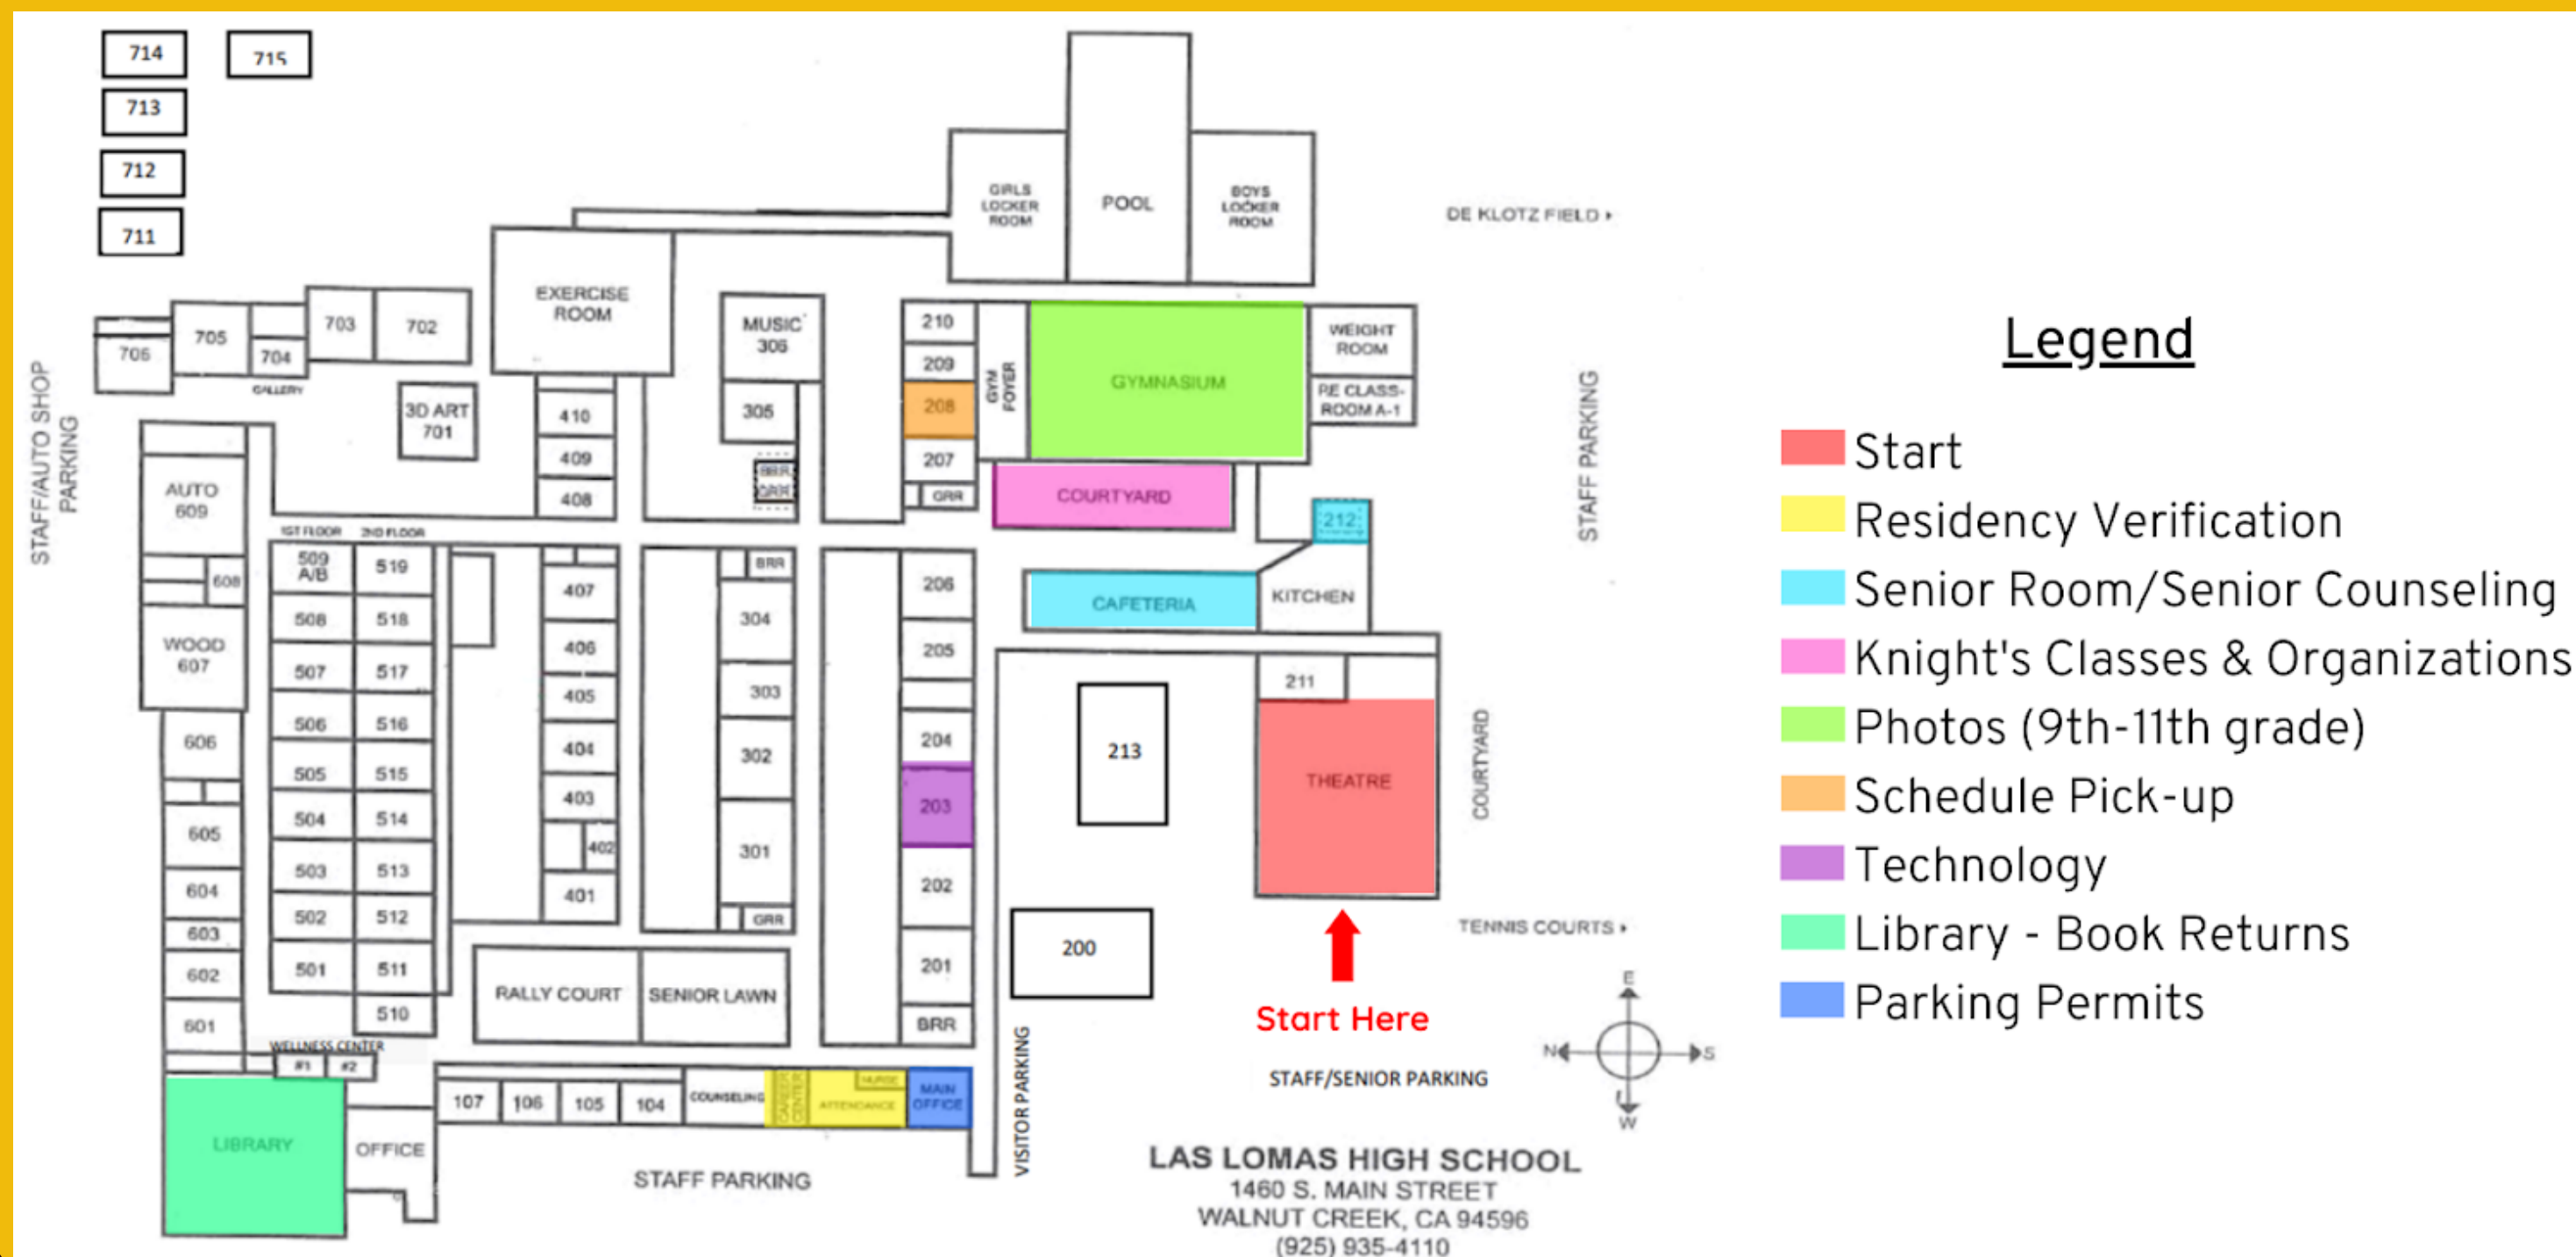 714
715
713
712
711
GIRLS
LOCKER
ROOM
POOL
BOYS
LOCKER
ROOM
DE KLOTZ FIELD
EXERCISE
ROOM
MUSIC
306
305
BRR
GRR
210
209
208
207
GRR
GYM
FOYER
GYMNASIUM
WEIGHT
ROOM
P.E CLASS-
ROOM A-1
COURTYARD
212
CAFETERIA
KITCHEN
STAFF PARKING
706
705
704
GALLERY
703
702
3D ART
701
410
409
408
STAFF/AUTO SHOP
PARKING
AUTO
609
608
WOOD
607
606
605
604
603
602
601
1ST FLOOR
2ND FLOOR
509
A/B
519
508
518
507
517
506
516
505
515
504
514
503
513
502
512
501
511
510
407
406
405
404
403
402
401
BRR
304
303
302
301
GRR
206
205
204
203
202
201
BRR
211
THEATRE
213
200
COURTYARD
TENNIS COURTS
Start Here
STAFF/SENIOR PARKING
RALLY COURT
SENIOR LAWN
WELLNESS CENTER
#1
#2
LIBRARY
OFFICE
107
106
105
104
COUNSELING
CAREER
CENTER
NURSE
ATTENDANCE
MAIN
OFFICE
VISITOR PARKING
STAFF PARKING
E
N
S
W
LAS LOMAS HIGH SCHOOL
1460 S. MAIN STREET
WALNUT CREEK, CA 94596
(925) 935-4110
Legend
Start
Residency Verification
Senior Room/Senior Counseling
Knight's Classes & Organizations
Photos (9th-11th grade)
Schedule Pick-up
Technology
Library - Book Returns
Parking Permits